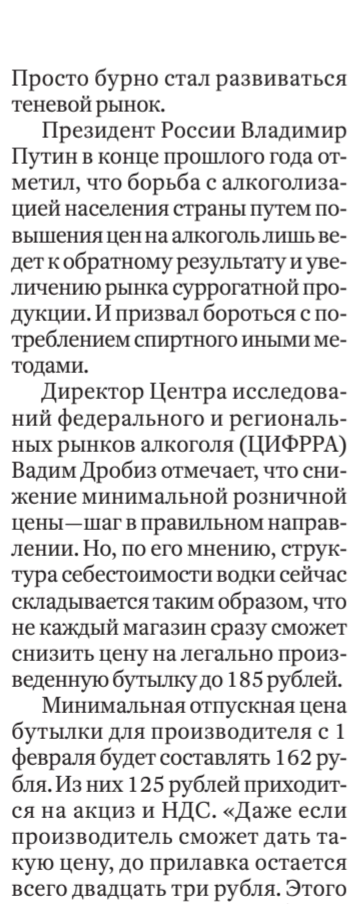 Просто бурно стал развиваться
теневой рынок.
Президент России Владимир
Путин в конце прошлого года от-
метил, что борьба с алкоголиза-
цией населения страны путем по-
вышения цен на алкоголь лишь ве-
дет к обратному результату и уве-
личению рынка суррогатной про-
дукции. И призвал бороться с по-
треблением спиртного иными ме-
тодами.
Директор Центра исследова-
ний федерального и региональ-
ных рынков алкоголя (ЦИФРРА)
Вадим Дробиз отмечает, что сни-
жение минимальной розничной
цены—шаг в правильном направ-
лении. Но, по его мнению, струк-
тура себестоимости водки сейчас
складывается таким образом, что
не каждый магазин сразу сможет
снизить цену на легально произ-
веденную бутылку до 185 рублей.
Минимальная отпускная цена
бутылки для производителя с 1
февраля будет составлять 162 ру-
бля. Из них 125 рублей приходит-
ся на акциз и НДС. «Даже если
производитель сможет дать та-
кую цену, до прилавка остается
всего двадцать три рубля. Этого